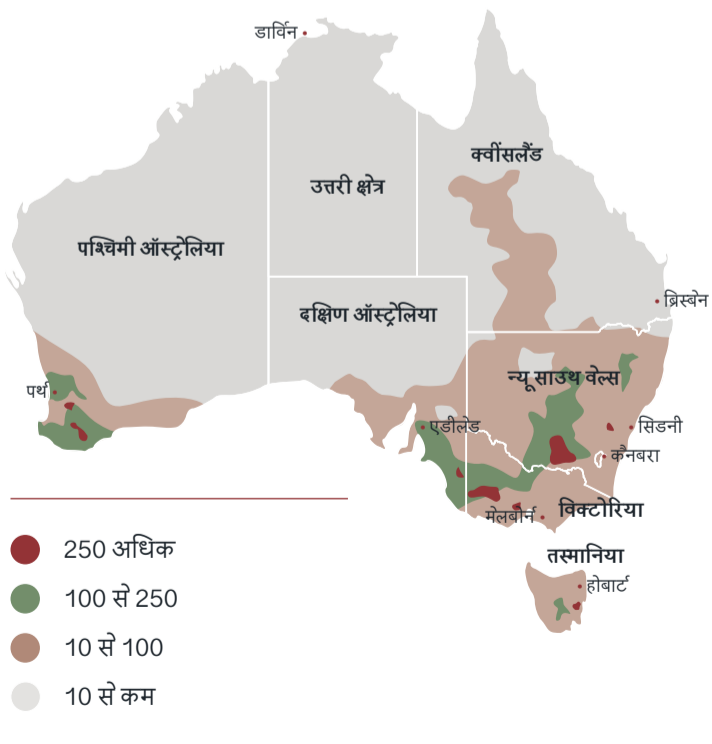 डार्विन
क्वींसलैंड
उत्तरी क्षेत्र
पश्चिमी ऑस्ट्रेलिया
ब्रिस्बेन
दक्षिण ऑस्ट्रेलिया
न्यू साउथ वेल्स
पर्थ
एडीलेड
सिडनी
कैनबरा
विक्टोरिया
मेलबोर्न
250 अधिक
तस्मानिया
होबार्ट
100 से 250
10 से 100
10 से कम